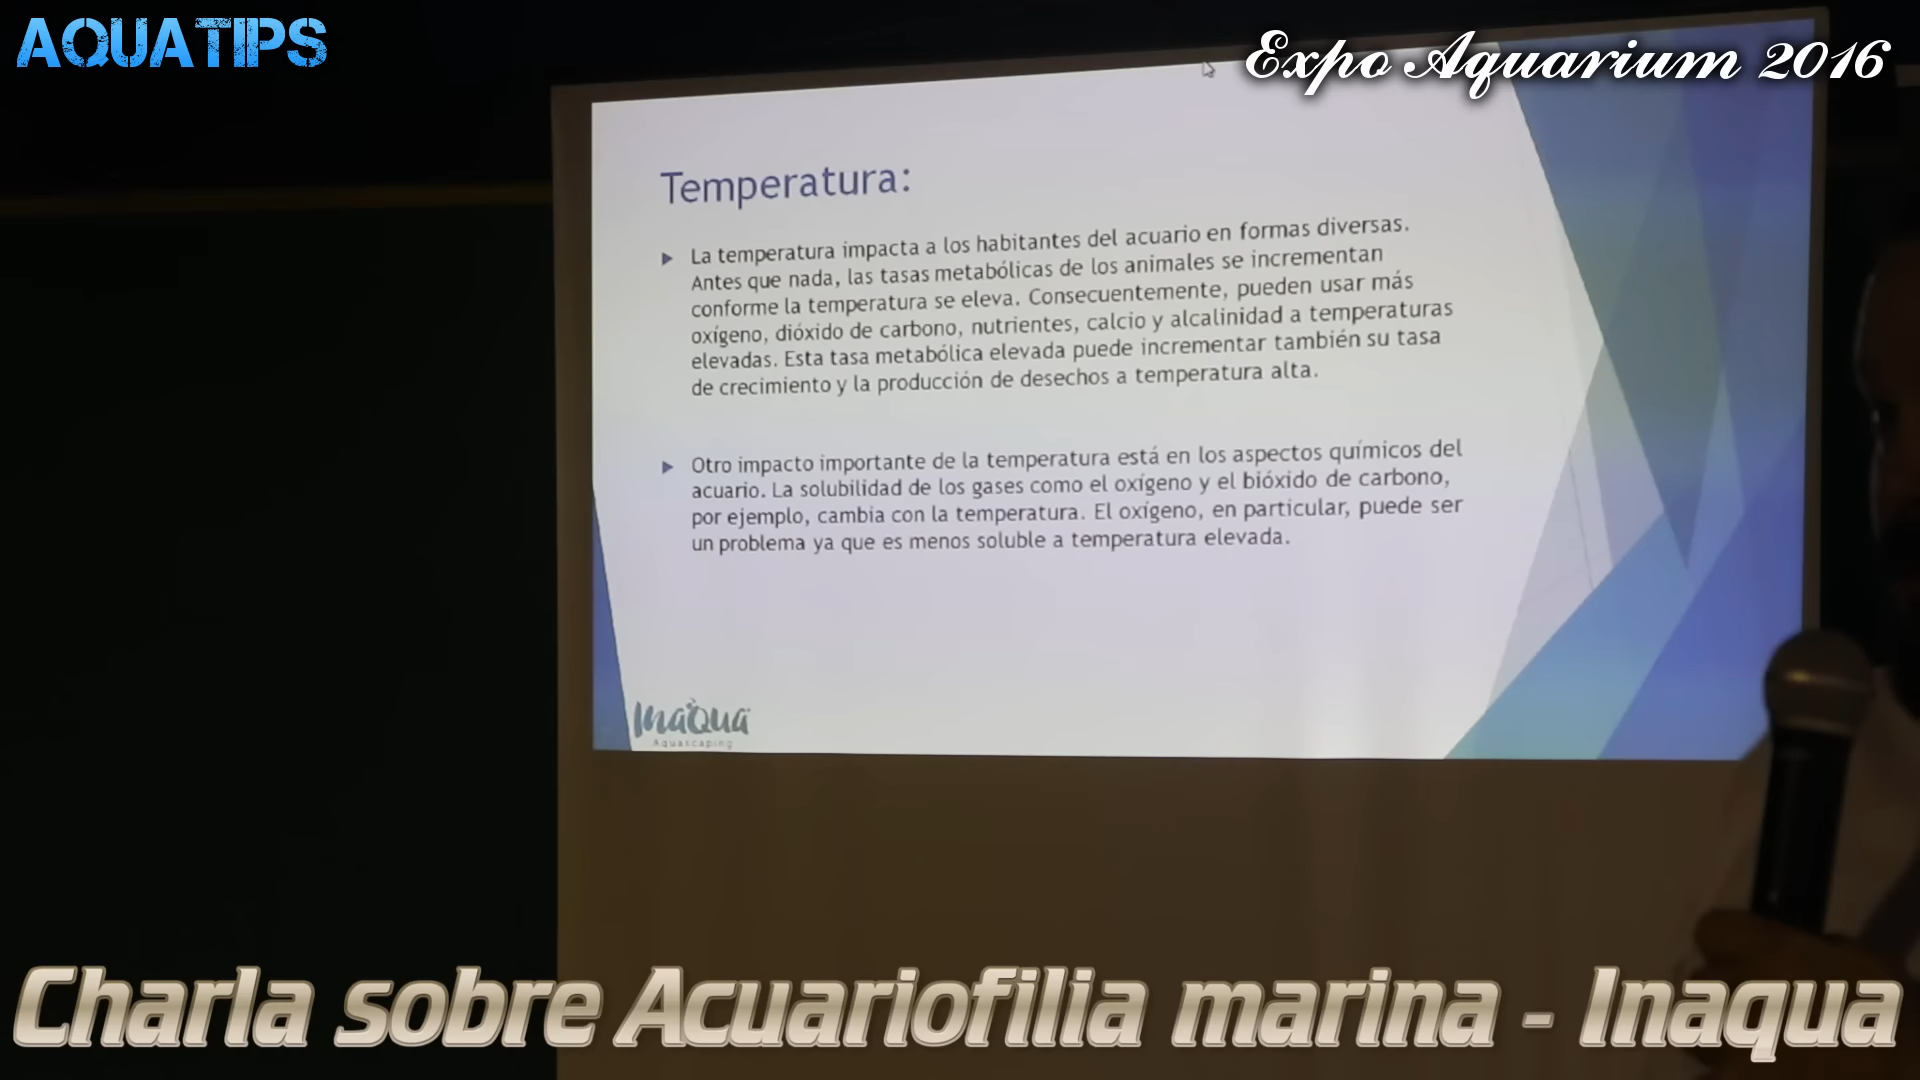 AQUATIPS
Expo Aquarium 2016
Temperatura:
La temperatura impacta a los habitantes del acuario en formas diversas.
Antes que nada, las tasas metabólicas de los animales se incrementan
conforme la temperatura se eleva. Consecuentemente, pueden usar más
oxígeno, dióxido de carbono, nutrientes, calcio y alcalinidad a temperaturas
elevadas. Esta tasa metabólica elevada puede incrementar también su tasa
de crecimiento y la producción de desechos a temperatura alta.
Otro impacto importante de la temperatura está en los aspectos químicos del
acuario. La solubilidad de los gases como el oxígeno y el bióxido de carbono,
por ejemplo, cambia con la temperatura. El oxígeno, en particular, puede ser
un problema ya que es menos soluble a temperatura elevada.
InaQua
Aquascaping
Charla sobre Acuariofilia marina - Inaqua